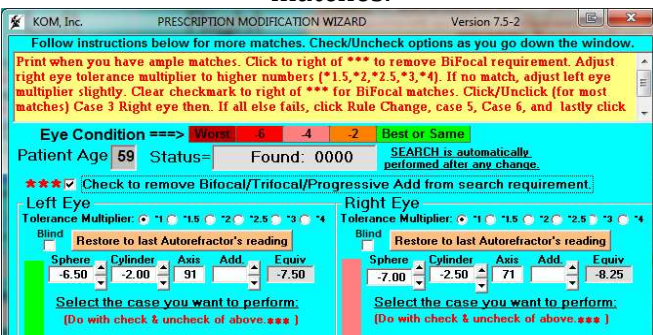 matches.
KOM, Inc. PRESCRIPTION MODIFICATION WIZARD Version 7.5-2
Follow instructions below for more matches. Check/Uncheck options as you go down the window.
Print when you have ample matches. Click to right of *** to remove BiFocal requirement. Adjust
right eye tolerance multiplier to higher numbers (*1.5,*2,*2.5,*3,*4). If no match, adjust left eye
multiplier slightly. Clear checkmark to right of *** for BiFocal matches. Click/Unclick (for most
matches) Case 3 Right eye then. If all else fails, click Rule Change, case 5, Case 6, and lastly click
Eye Condition ===> Worst -6 -4 -2 Best or Same
Patient Age 59 Status= Found: 0000 SEARCH is automatically
performed after any change.
*** Check to remove Bifocal/Trifocal/Progressive Add from search requirement.
Left Eye Right Eye
Tolerance Multiplier: *1 *1.5 *2 *2.5 *3 *4 Tolerance Multiplier: *1 *1.5 *2 *2.5 *3 *4
Blind Restore to last Autorefractor's reading Blind Restore to last Autorefractor's reading
Sphere Cylinder Axis Add. Equiv Sphere Cylinder Axis Add. Equiv
-6.50 -2.00 91 -7.50 -7.00 -2.50 71 -8.25
Select the case you want to perform: Select the case you want to perform:
(Do with check & uncheck of above.*** ) (Do with check & uncheck of above.*** )